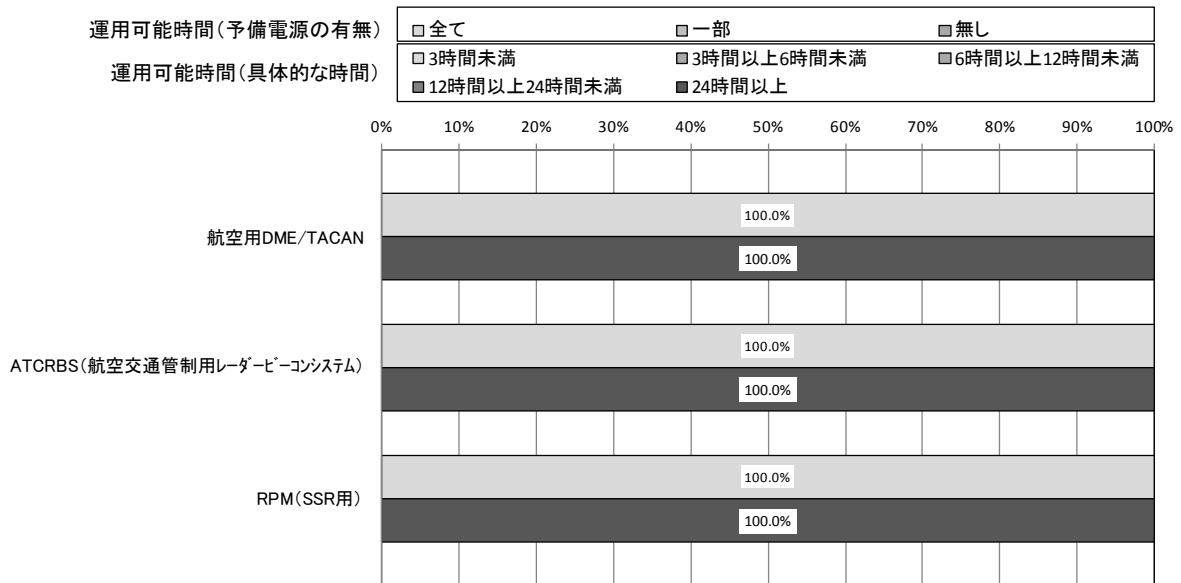 運用可能時間(予備電源の有無) 全て 一部 無し
運用可能時間(具体的な時間) 3時間未満 3時間以上6時間未満 6時間以上12時間未満
12時間以上24時間未満 24時間以上
0% 10% 20% 30% 40% 50% 60% 70% 80% 90% 100%
航空用DME/TACAN
100.0%
100.0%
ATCRBS(航空交通管制用ﾚｰﾀﾞｰﾋﾞｰｺﾝｼｽﾃﾑ)
100.0%
100.0%
RPM(SSR用)
100.0%
100.0%